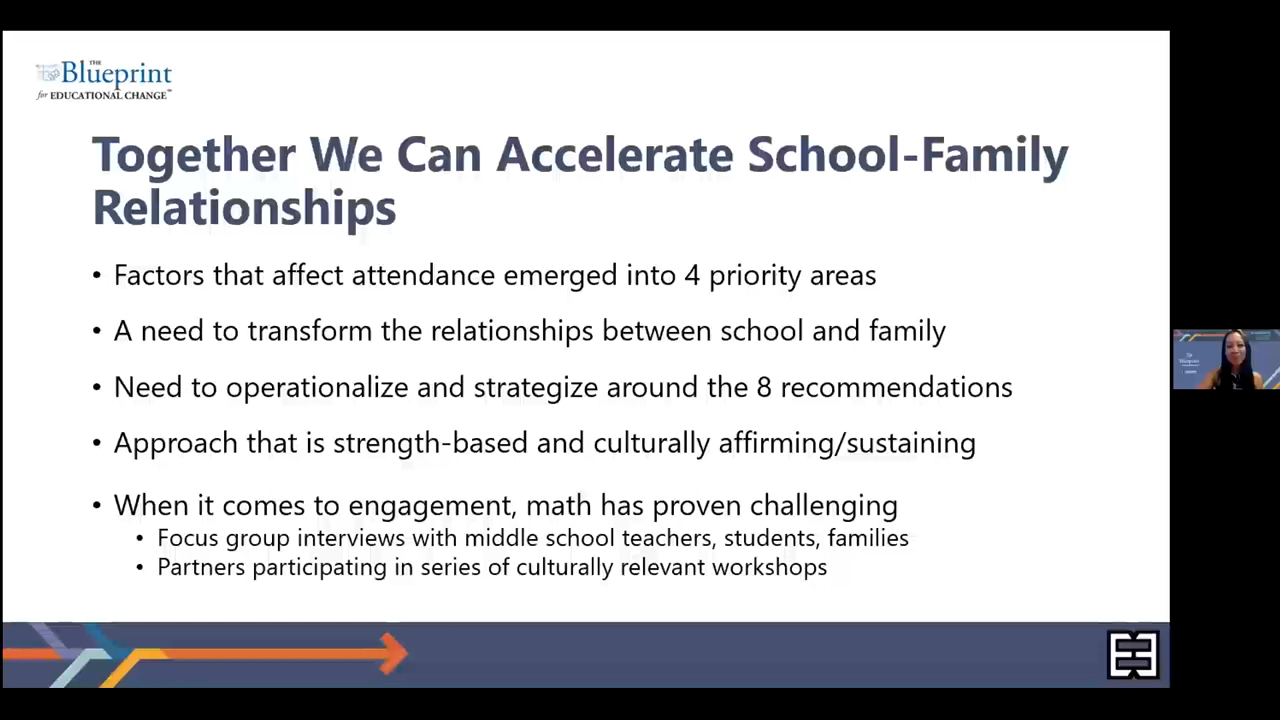 THE
Blueprint
for EDUCATIONAL CHANGE™
Together We Can Accelerate School-Family
Relationships
• Factors that affect attendance emerged into 4 priority areas
• A need to transform the relationships between school and family
• Need to operationalize and strategize around the 8 recommendations
• Approach that is strength-based and culturally affirming/sustaining
• When it comes to engagement, math has proven challenging
• Focus group interviews with middle school teachers, students, families
• Partners participating in series of culturally relevant workshops
Blueprint